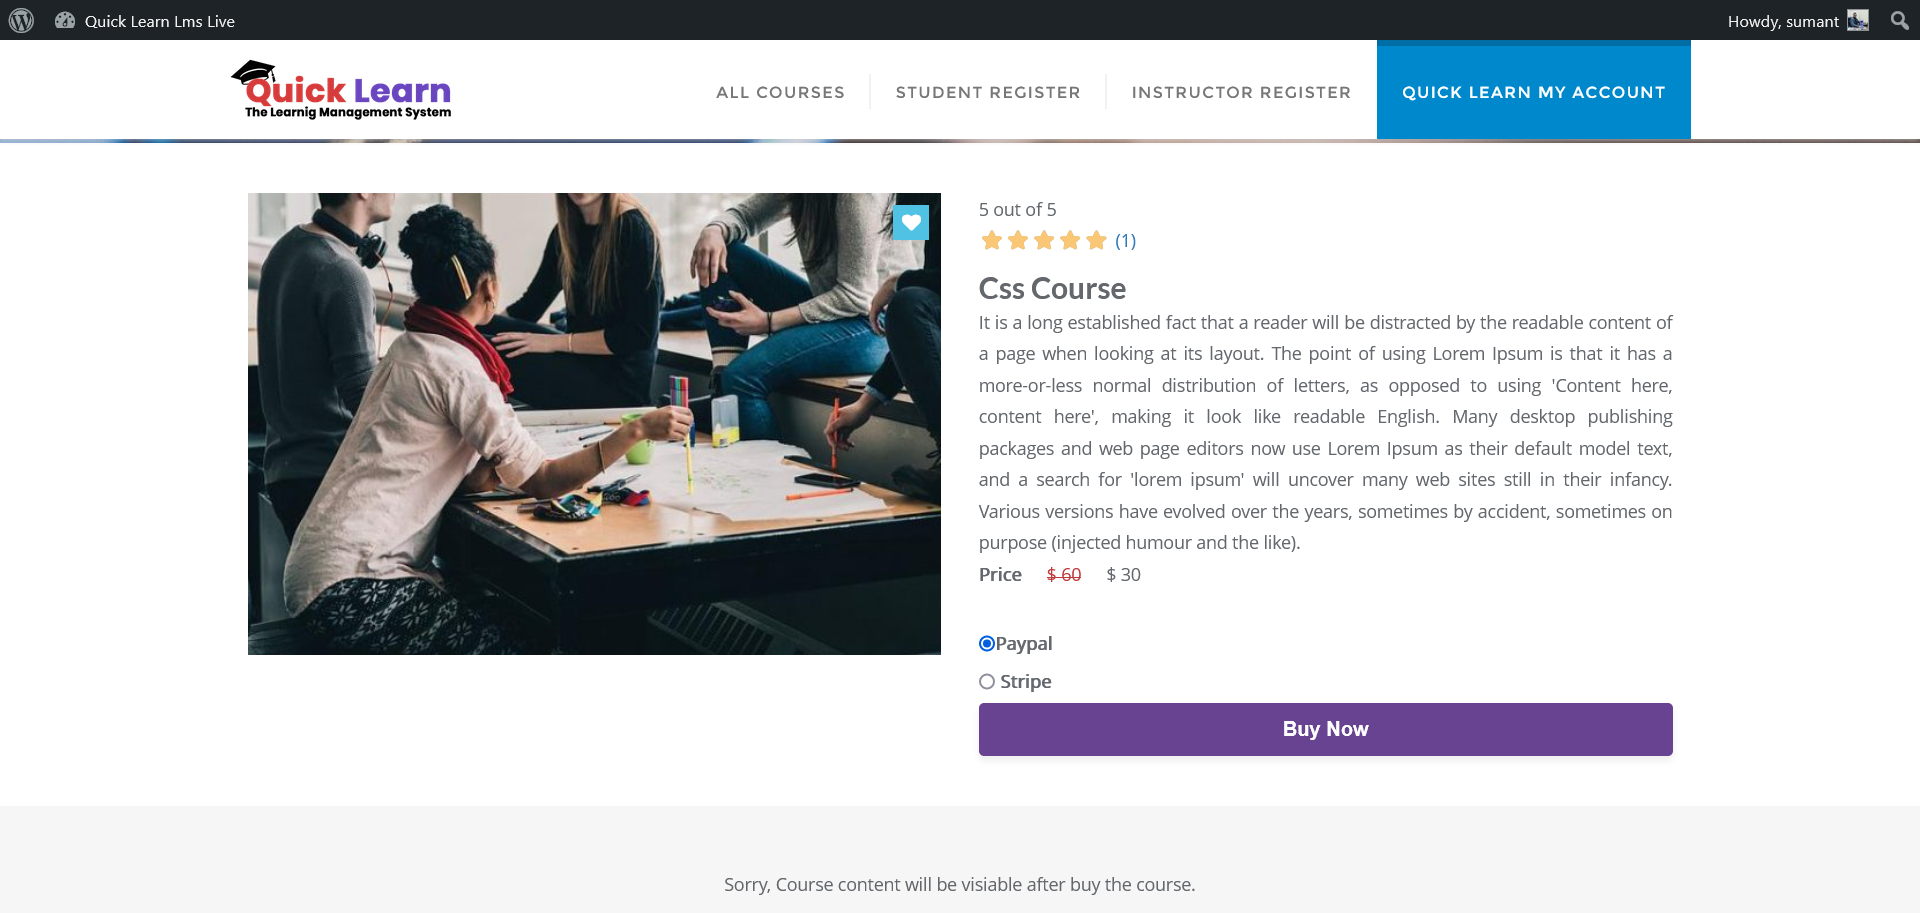 Quick Learn Lms Live
Howdy, sumant
Quick Learn
The Learnig Management System
ALL COURSES
STUDENT REGISTER
INSTRUCTOR REGISTER
QUICK LEARN MY ACCOUNT
5 out of 5
(1)
Css Course
It is a long established fact that a reader will be distracted by the readable content of
a page when looking at its layout. The point of using Lorem Ipsum is that it has a
more-or-less normal distribution of letters, as opposed to using 'Content here,
content here', making it look like readable English. Many desktop publishing
packages and web page editors now use Lorem Ipsum as their default model text,
and a search for 'lorem ipsum' will uncover many web sites still in their infancy.
Various versions have evolved over the years, sometimes by accident, sometimes on
purpose (injected humour and the like).
Price $ 60 $ 30
Paypal
Stripe
Buy Now
Sorry, Course content will be visiable after buy the course.